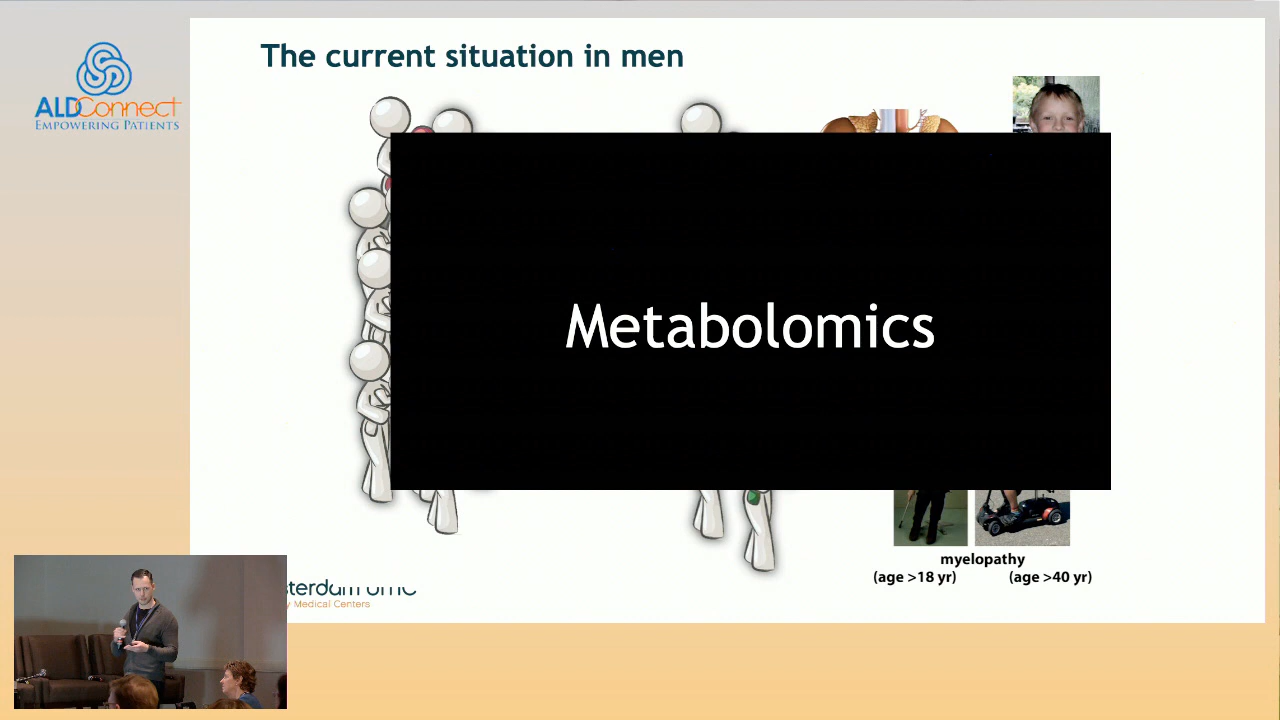 The current situation in men
ALDConnect
EMPOWERING PATIENTS
Metabolomics
myelopathy
(age >18 yr) (age >40 yr)
Medical Centers